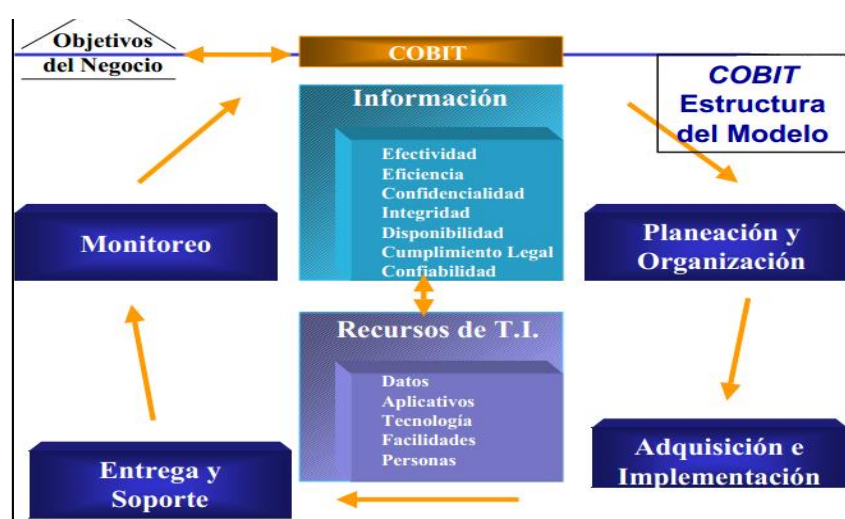 Objetivos
del Negocio
COBIT
COBIT
Estructura
del Modelo
Información
Efectividad
Eficiencia
Confidencialidad
Integridad
Disponibilidad
Cumplimiento Legal
Confiabilidad
Monitoreo
Planeación y
Organización
Recursos de T.I.
Datos
Aplicativos
Tecnología
Facilidades
Personas
Entrega y
Soporte
Adquisición e
Implementación